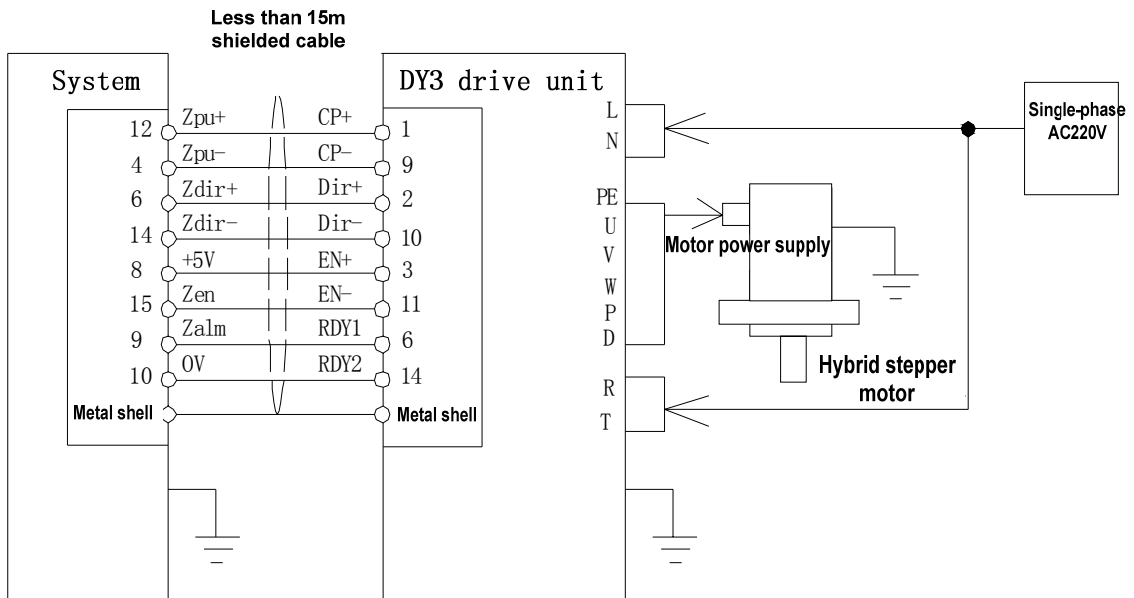 Less than 15m
shielded cable
System
DY3 drive unit
12 Zpu+ CP+ 1
4 Zpu- CP- 9
6 Zdir+ Dir+ 2
14 Zdir- Dir- 10
8 +5V EN+ 3
15 Zen EN- 11
9 Zalm RDY1 6
10 0V RDY2 14
Metal shell
Metal shell
L
N
PE
U
V
W
P
D
R
T
Motor power supply
Hybrid stepper
motor
Single-phase
AC220V